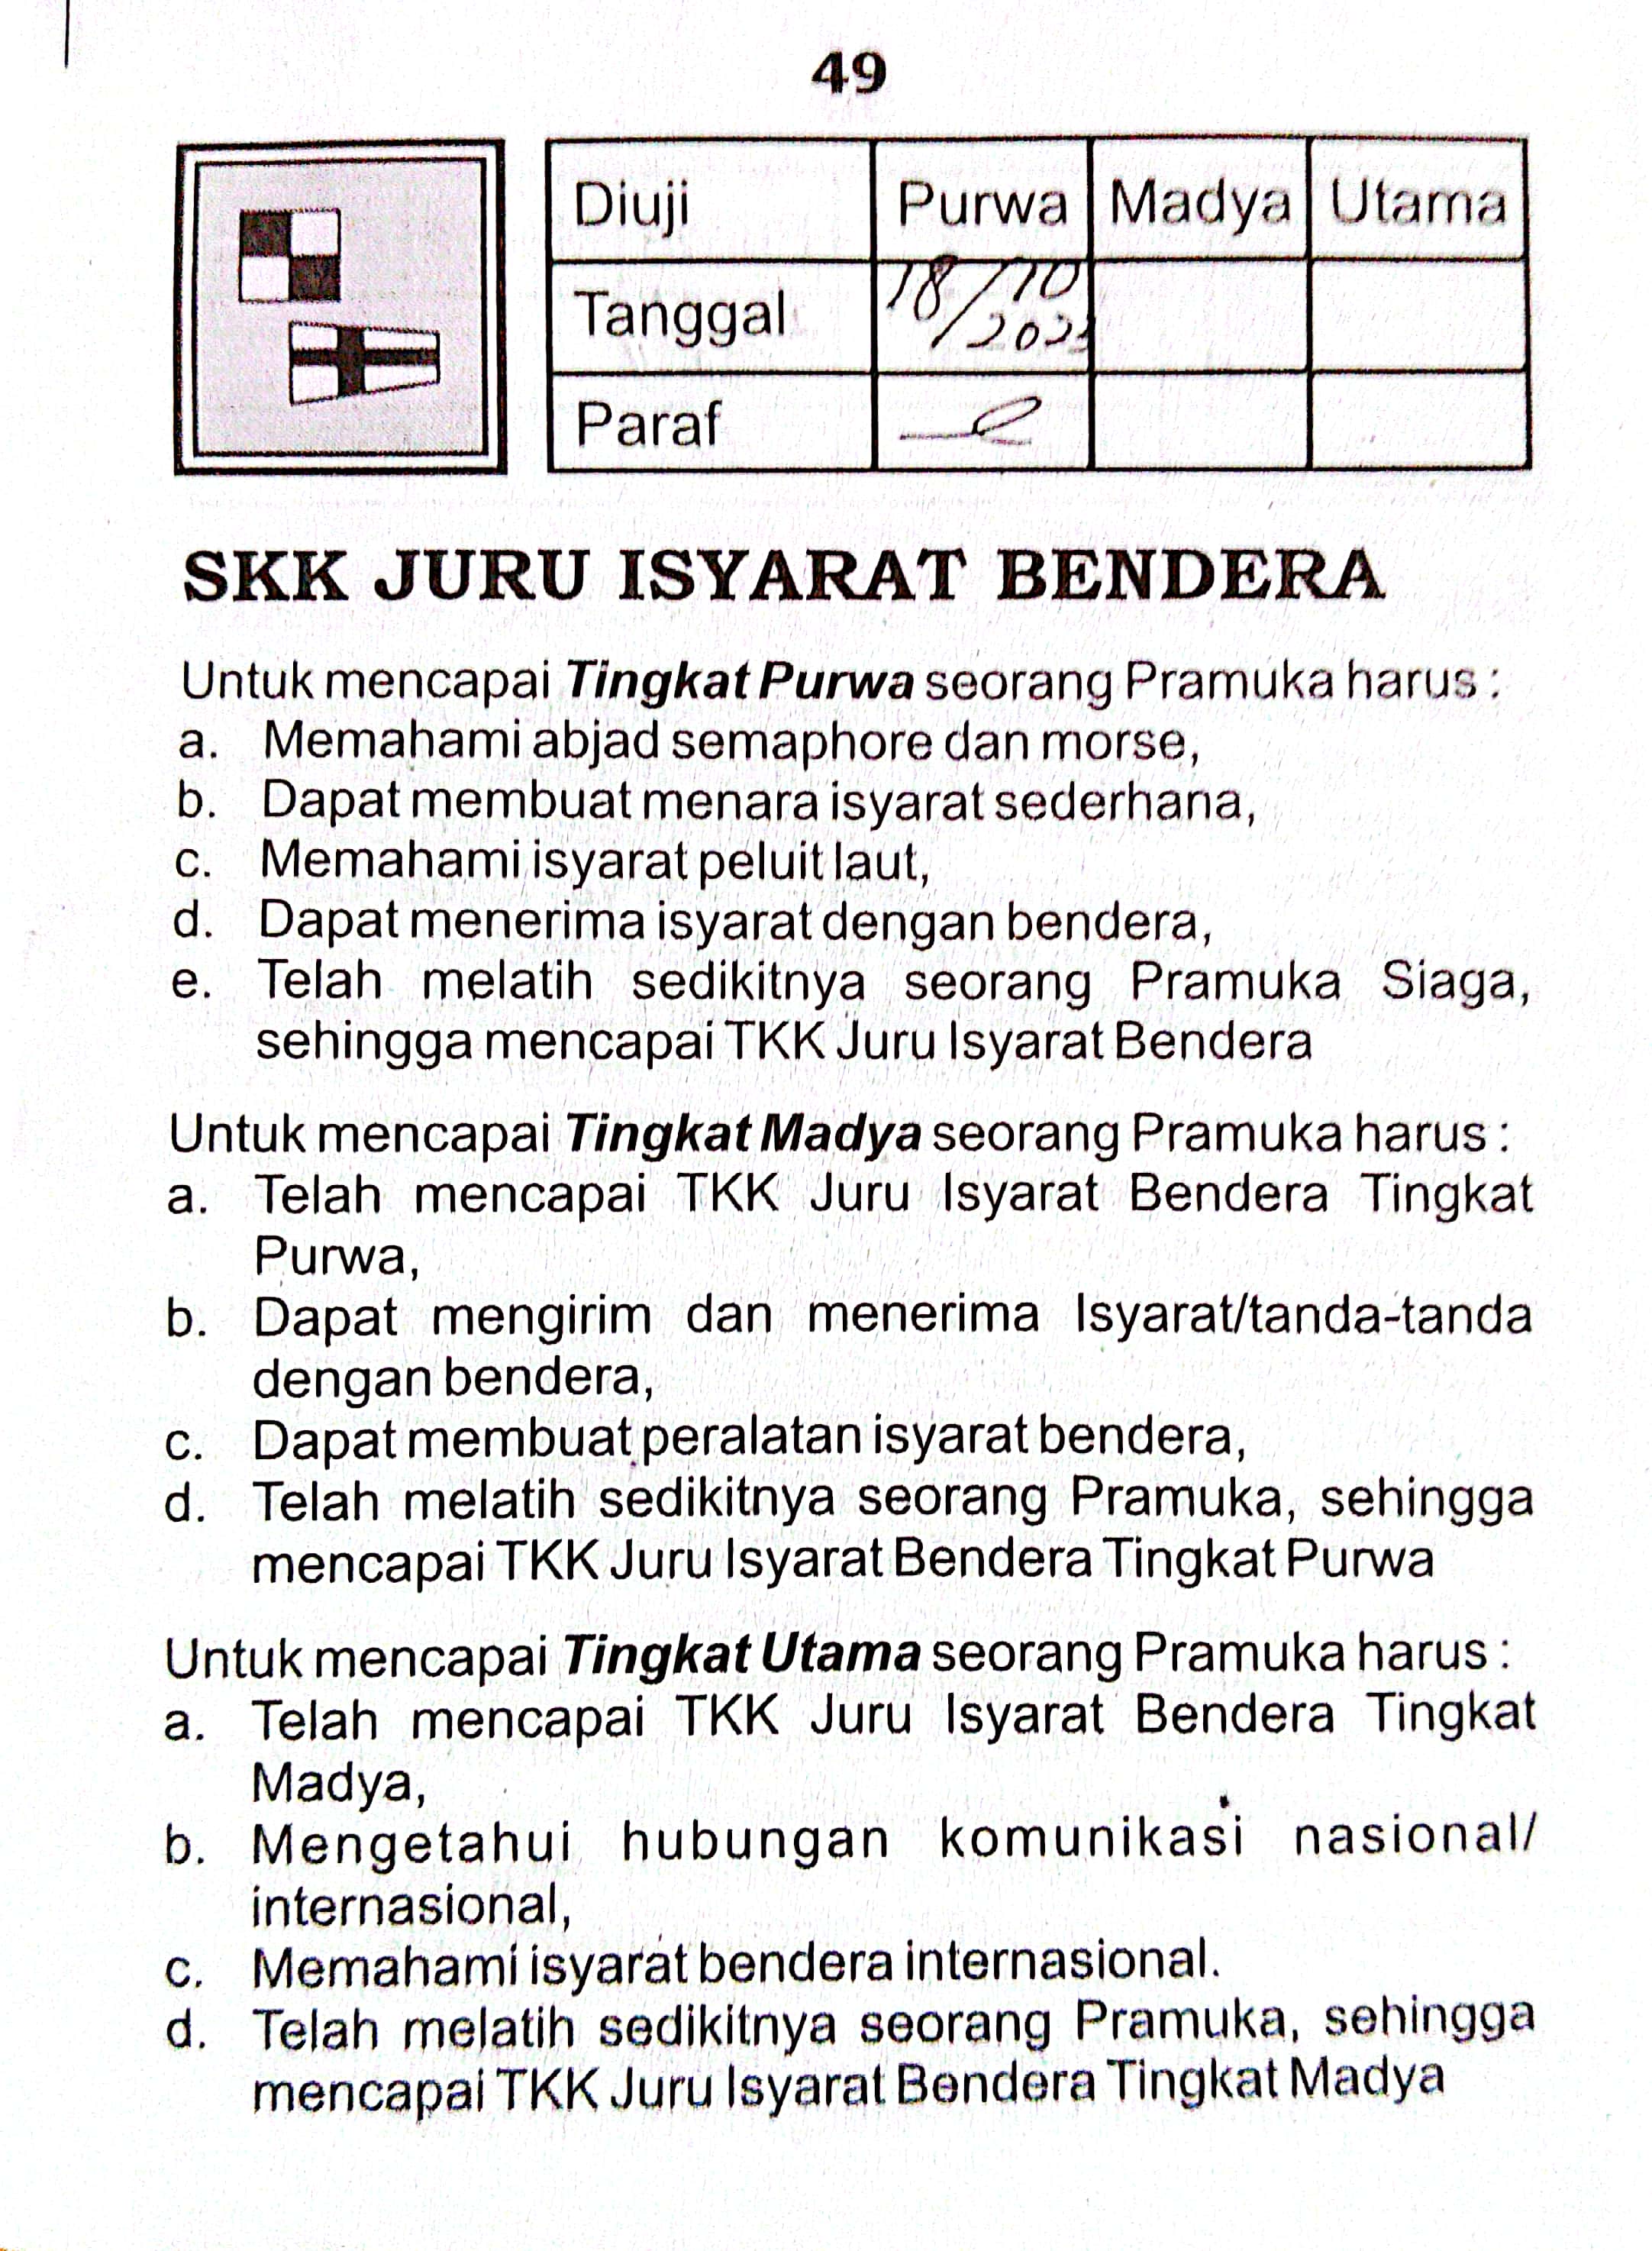 49
Diuji Purwa Madya Utama
Tanggal 18/10
Paraf
SKK JURU ISYARAT BENDERA
Untuk mencapai Tingkat Purwa seorang Pramuka harus :
a. Memahami abjad semaphore dan morse,
b. Dapat membuat menara isyarat sederhana,
c. Memahami isyarat peluit laut,
d. Dapat menerima isyarat dengan bendera,
e. Telah melatih sedikitnya seorang Pramuka Siaga,
sehingga mencapai TKK Juru Isyarat Bendera
Untuk mencapai Tingkat Madya seorang Pramuka harus :
a. Telah mencapai TKK Juru Isyarat Bendera Tingkat
Purwa,
b. Dapat mengirim dan menerima Isyarat/tanda-tanda
dengan bendera,
c. Dapat membuat peralatan isyarat bendera,
d. Telah melatih sedikitnya seorang Pramuka, sehingga
mencapai TKK Juru Isyarat Bendera Tingkat Purwa
Untuk mencapai Tingkat Utama seorang Pramuka harus :
a. Telah mencapai TKK Juru Isyarat Bendera Tingkat
Madya,
b. Mengetahui hubungan komunikasi nasional/
internasional,
c. Memahami isyarat bendera internasional.
d. Telah melatih sedikitnya seorang Pramuka, sehingga
mencapai TKK Juru Isyarat Bendera Tingkat Madya